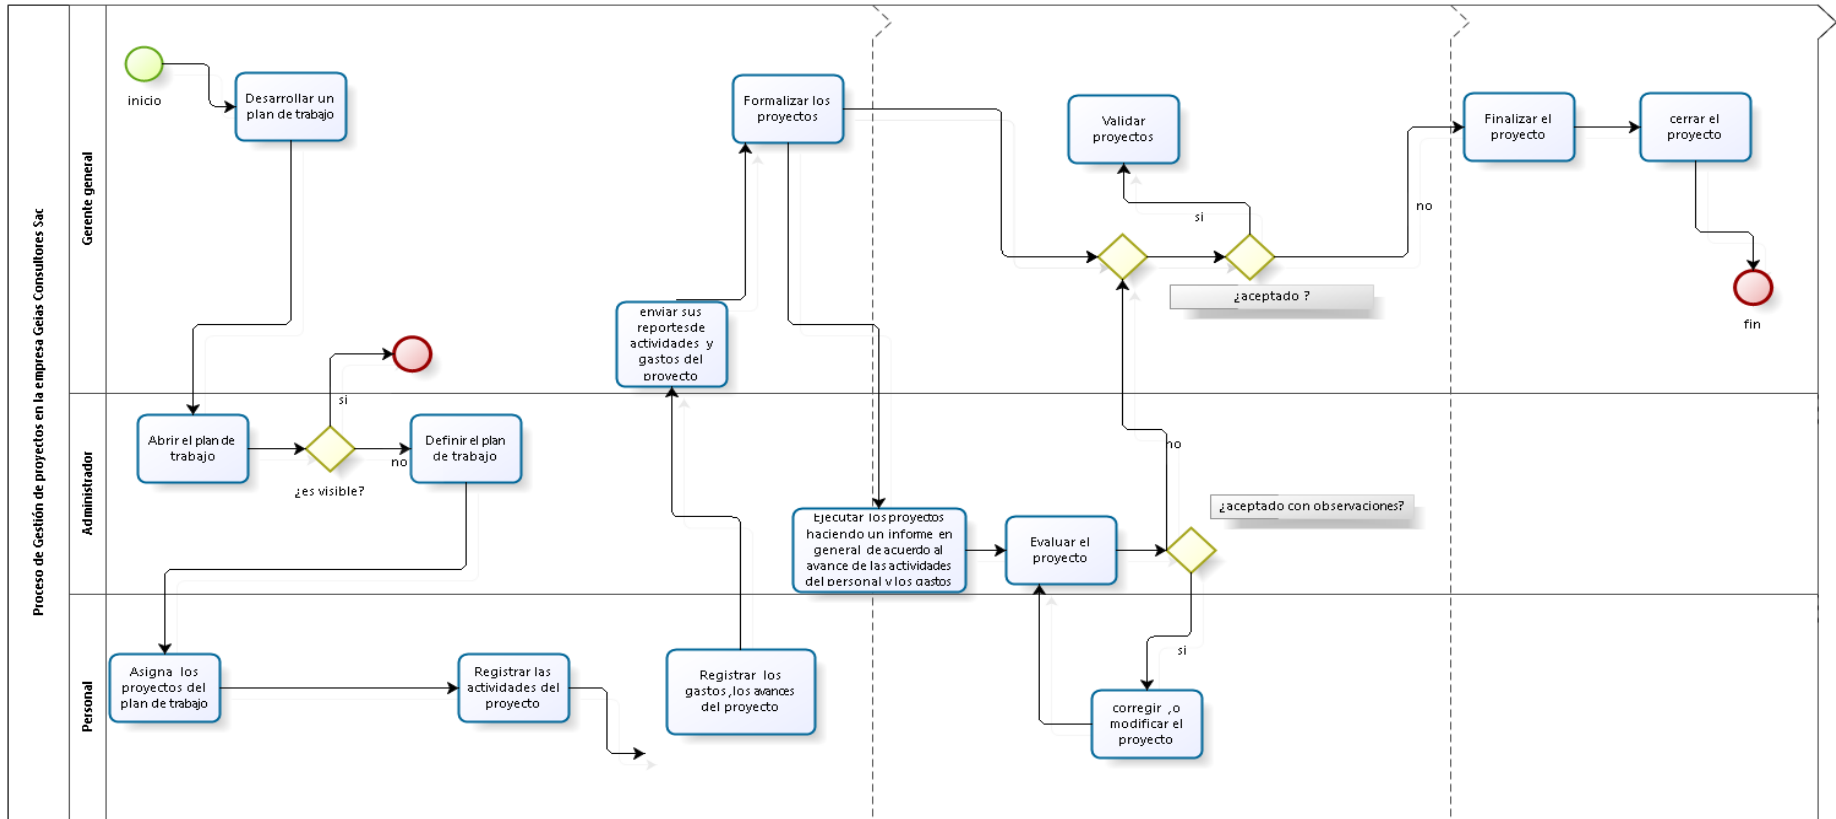 Proceso de Gestión de proyectos en la empresa Geias Consultores Sac
Gerente general
inicio
Desarrollar un
plan de trabajo
Formalizar los
proyectos
Validar
proyectos
Finalizar el
proyecto
cerrar el
proyecto
si
no
¿aceptado ?
fin
enviar sus
reportesde
actividades y
gastos del
proyecto
si
Administrador
Abrir el plan de
trabajo
no
¿es visible?
Definir el plan
de trabajo
no
¿aceptado con observaciones?
Ejecutar los proyectos
haciendo un informe en
general de acuerdo al
avance de las actividades
del personal y los gastos
Evaluar el
proyecto
Personal
Asigna los
proyectos del
plan de trabajo
Registrar las
actividades del
proyecto
Registrar los
gastos ,los avances
del proyecto
si
corregir ,o
modificar el
proyecto